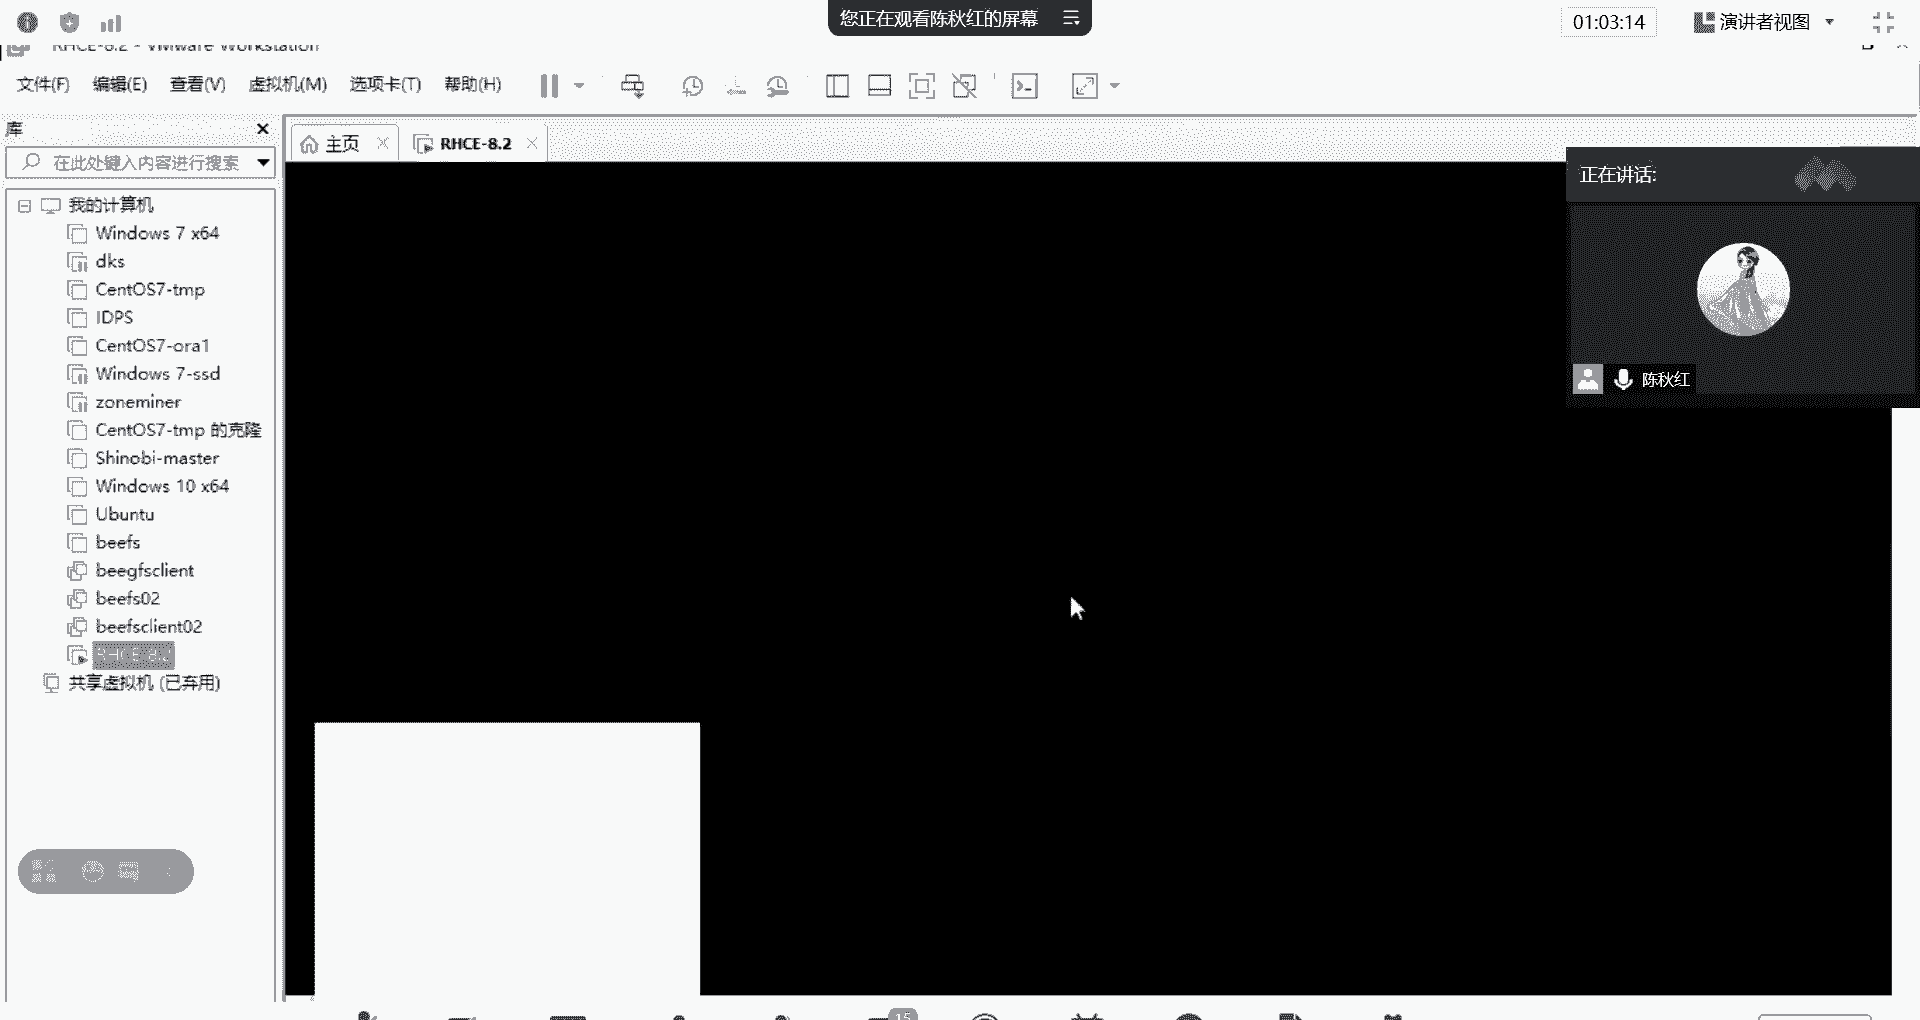 您正在观看陈秋红的屏幕
01:03:14
演讲者视图
RHCE-8.2 - VMware Workstation
文件(F) 编辑(E) 查看(V) 虚拟机(M) 选项卡(T) 帮助(H)
库
主页
RHCE-8.2
在此处键入内容进行搜索
正在讲话:
我的计算机
Windows 7 x64
dks
CentOS7-tmp
IDPS
CentOS7-ora1
Windows 7-ssd
陈秋红
zoneminer
CentOS7-tmp 的克隆
Shinobi-master
Windows 10 x64
Ubuntu
beefs
beegfsclient
beefs02
beefsclient02
RHCE-8.2
共享虚拟机 (已弃用)
15